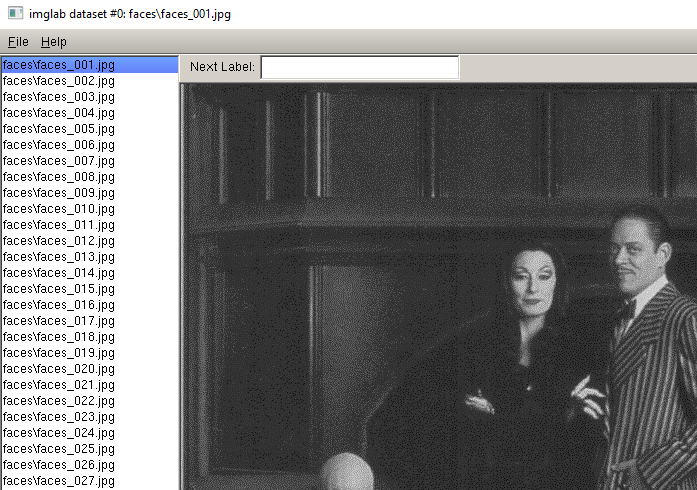 imglab dataset #0: faces\faces_001.jpg
File Help
Next Label:
faces\faces_001.jpg
faces\faces_002.jpg
faces\faces_003.jpg
faces\faces_004.jpg
faces\faces_005.jpg
faces\faces_006.jpg
faces\faces_007.jpg
faces\faces_008.jpg
faces\faces_009.jpg
faces\faces_010.jpg
faces\faces_011.jpg
faces\faces_012.jpg
faces\faces_013.jpg
faces\faces_014.jpg
faces\faces_015.jpg
faces\faces_016.jpg
faces\faces_017.jpg
faces\faces_018.jpg
faces\faces_019.jpg
faces\faces_020.jpg
faces\faces_021.jpg
faces\faces_022.jpg
faces\faces_023.jpg
faces\faces_024.jpg
faces\faces_025.jpg
faces\faces_026.jpg
faces\faces_027.jpg